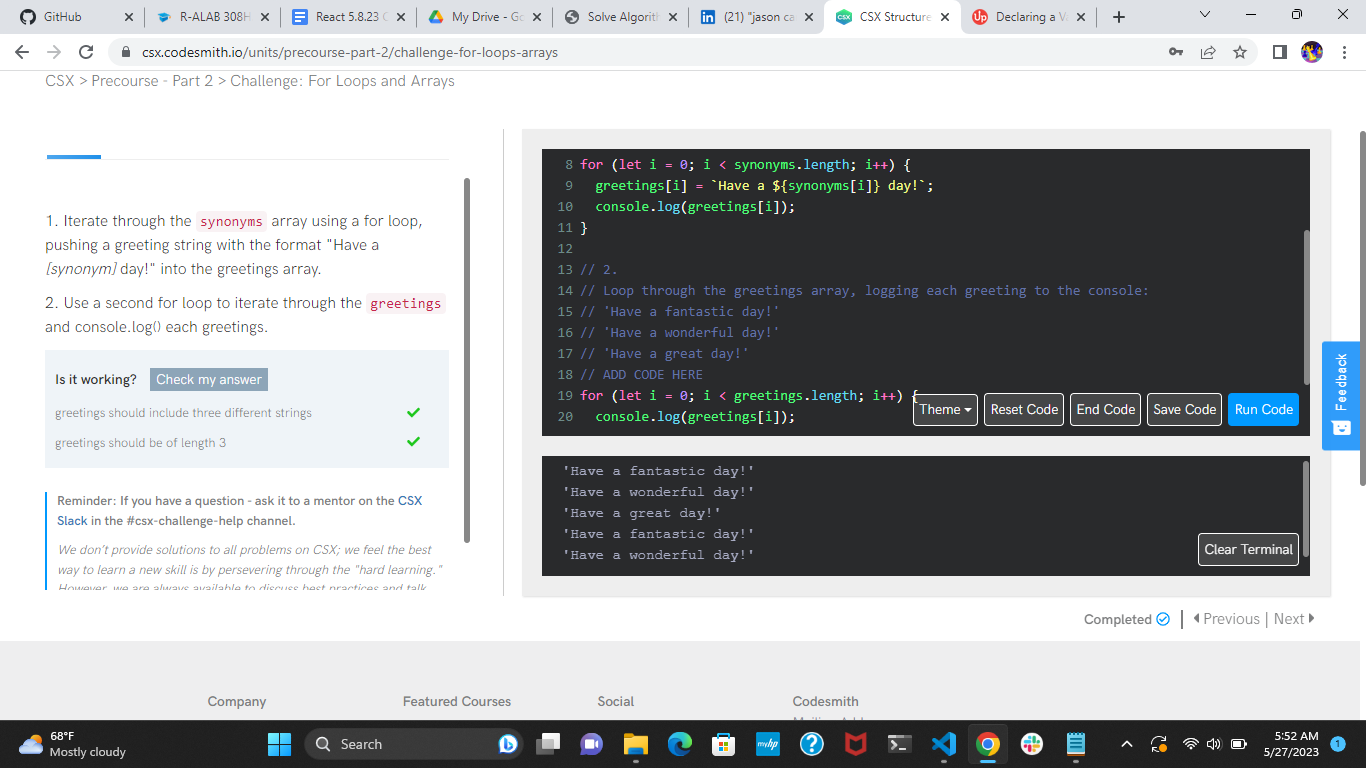 GitHub
R-ALAB 308H
React 5.8.23
My Drive - Go
Solve Algorith
(21) "jason ca
CSX Structure
Declaring a Va
csx.codesmith.io/units/precourse-part-2/challenge-for-loops-arrays
CSX > Precourse - Part 2 > Challenge: For Loops and Arrays
1. Iterate through the synonyms array using a for loop,
pushing a greeting string with the format "Have a
[synonym] day!" into the greetings array.
2. Use a second for loop to iterate through the greetings
and console.log() each greetings.
Is it working? Check my answer
greetings should include three different strings
greetings should be of length 3
Reminder: If you have a question - ask it to a mentor on the CSX
Slack in the #csx-challenge-help channel.
We don't provide solutions to all problems on CSX; we feel the best
way to learn a new skill is by persevering through the "hard learning."
However, we are always available to discuss best practices and talk
8 for (let i = 0; i < synonyms.length; i++) {
9 greetings[i] = `Have a ${synonyms[i]} day!`;
10 console.log(greetings[i]);
11 }
12
13 // 2.
14 // Loop through the greetings array, logging each greeting to the console:
15 // 'Have a fantastic day!'
16 // 'Have a wonderful day!'
17 // 'Have a great day!'
18 // ADD CODE HERE
19 for (let i = 0; i < greetings.length; i++) {
20 console.log(greetings[i]);
Theme Reset Code End Code Save Code Run Code
'Have a fantastic day!'
'Have a wonderful day!'
'Have a great day!'
'Have a fantastic day!'
'Have a wonderful day!'
Clear Terminal
Feedback
Completed Previous | Next
Company Featured Courses Social Codesmith
68°F
Mostly cloudy
Search
5:52 AM
5/27/2023
1